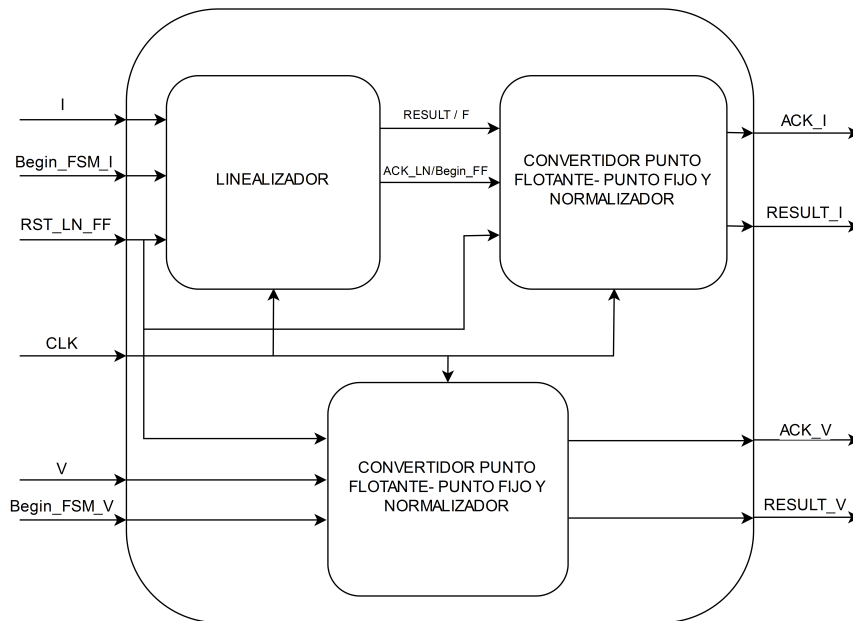 I
Begin_FSM_I
RST_LN_FF
CLK
V
Begin_FSM_V
LINEALIZADOR
RESULT / F
ACK_LN/Begin_FF
CONVERTIDOR PUNTO
FLOTANTE- PUNTO FIJO Y
NORMALIZADOR
ACK_I
RESULT_I
CONVERTIDOR PUNTO
FLOTANTE- PUNTO FIJO Y
NORMALIZADOR
ACK_V
RESULT_V